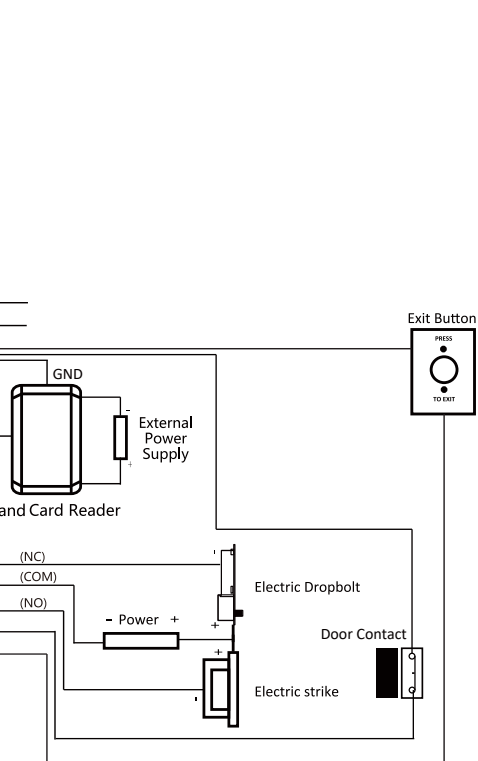 Exit Button
PRESS
TO EXIT
GND
-
External
Power
Supply
+
and Card Reader
(NC)
(COM)
(NO)
-
Electric Dropbolt
+
- Power +
Door Contact
+
Electric strike
-